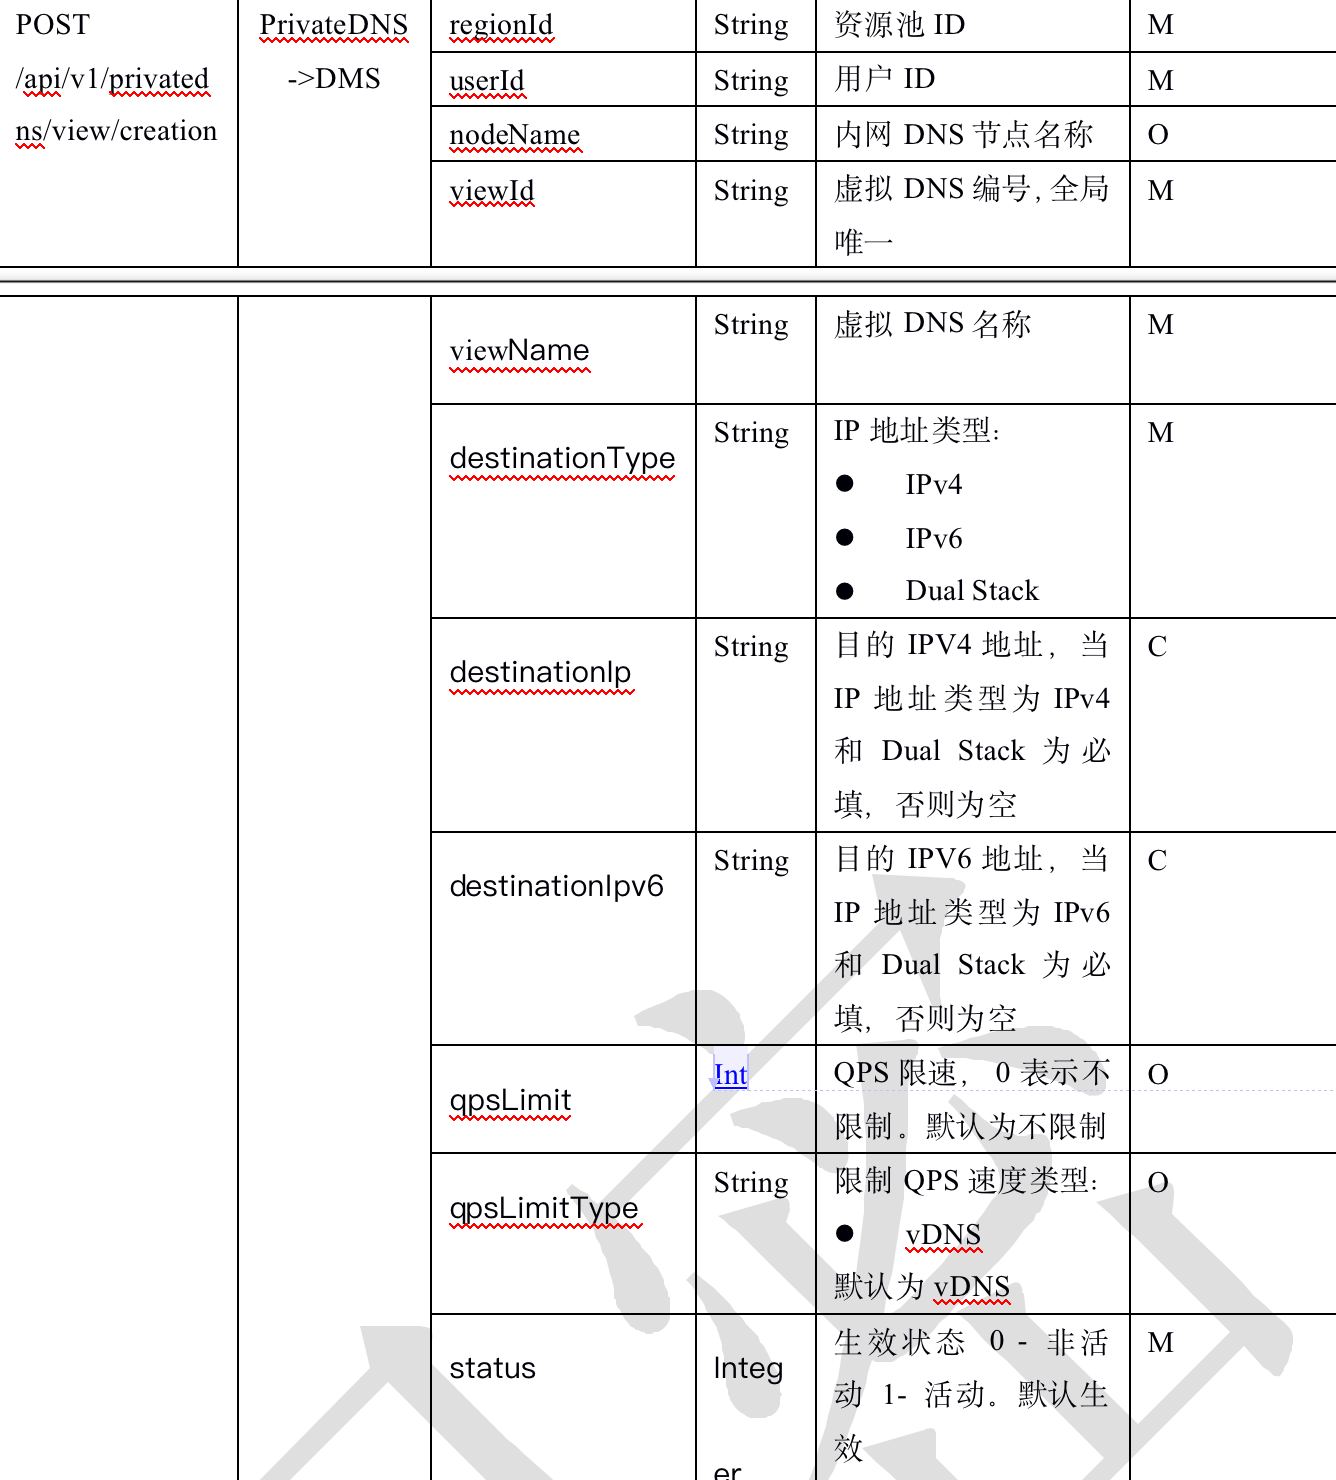 POST
/api/v1/privated
ns/view/creation
PrivateDNS
->DMS
regionId
String
资源池 ID
M
userId
String
用户 ID
M
nodeName
String
内网 DNS 节点名称
O
viewId
String
虚拟 DNS 编号,全局
唯一
M
viewName
String
虚拟 DNS 名称
M
destinationType
String
IP 地址类型:
● IPv4
● IPv6
● Dual Stack
M
destinationIp
String
目的 IPV4 地址，当
IP 地址类型为 IPv4
和 Dual Stack 为必
填，否则为空
C
destinationIpv6
String
目的 IPV6 地址，当
IP 地址类型为 IPv6
和 Dual Stack 为必
填，否则为空
C
qpsLimit
Int
QPS 限速，0 表示不
限制。默认为不限制
O
qpsLimitType
String
限制 QPS 速度类型:
● vDNS
默认为 vDNS
O
status
Integ
er
生效状态 0 - 非活
动 1- 活动。默认生
效
M